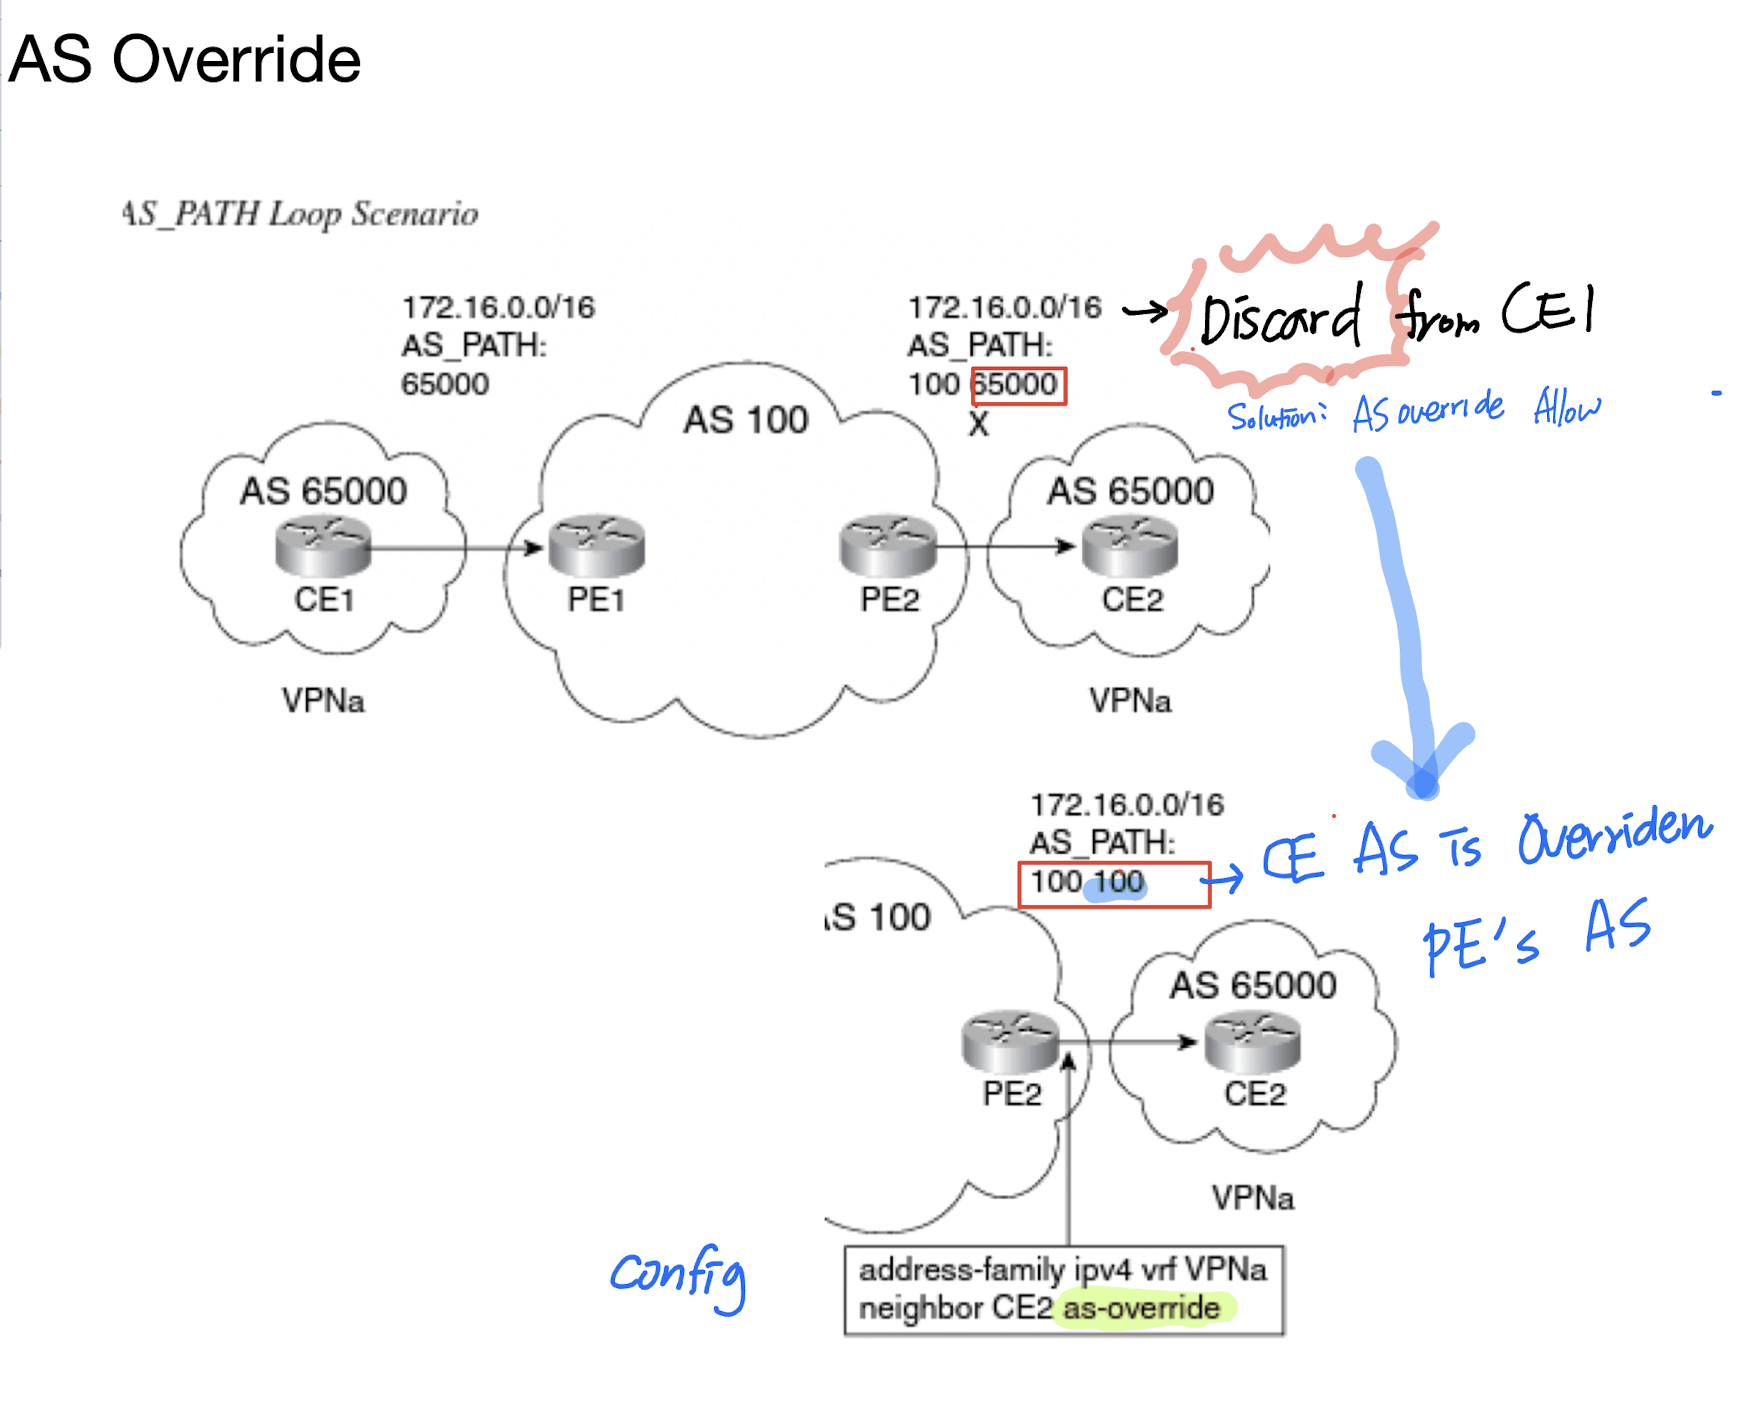 AS Override
AS_PATH Loop Scenario
172.16.0.0/16
AS_PATH:
65000
172.16.0.0/16 → Discard from CE1
AS_PATH:
100 65000
X
Solution: AS override Allow
AS 100
AS 65000
CE1
PE1
PE2
AS 65000
CE2
VPNa
VPNa
172.16.0.0/16
AS_PATH:
100 100 → CE AS is Overriden
PE's AS
AS 100
AS 65000
PE2
CE2
VPNa
Config
address-family ipv4 vrf VPNa
neighbor CE2 as-override